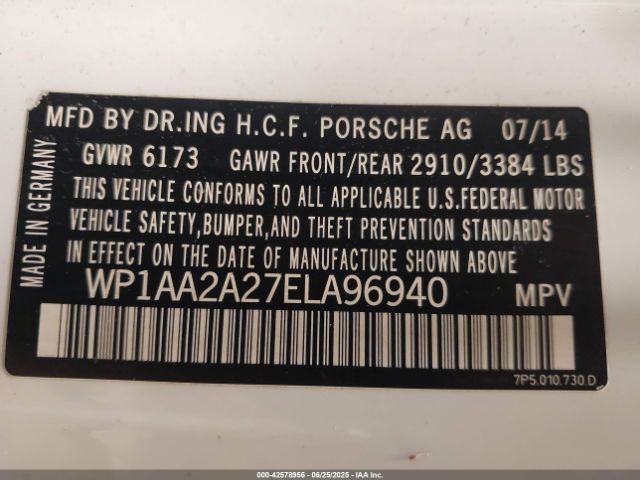 MADE IN GERMANY
MFD BY DR.ING H.C.F. PORSCHE AG 07/14
GVWR 6173 GAWR FRONT/REAR 2910/3384 LBS
THIS VEHICLE CONFORMS TO ALL APPLICABLE U.S.FEDERAL MOTOR
VEHICLE SAFETY,BUMPER,AND THEFT PREVENTION STANDARDS
IN EFFECT ON THE DATE OF MANUFACTURE SHOWN ABOVE
WP1AA2A27ELA96940 MPV
7P5.010.730.D
000-42578956 | 06/25/2025 - IAA Inc.